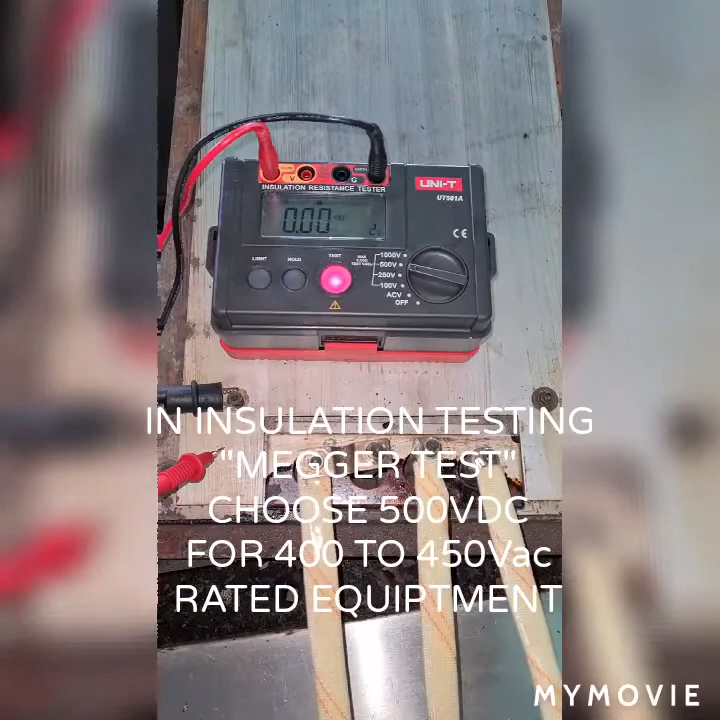 V
G
INSULATION RESISTANCE TESTER
UNI-T
UT501A
0.00
CE
LIGHT
HOLD
TEST
1000V
500V
250V
100V
ACV
OFF
IN INSULATION TESTING
"MEGGER TEST"
CHOOSE 500VDC
FOR 400 TO 450Vac
RATED EQUIPTMENT
MYMOVIE